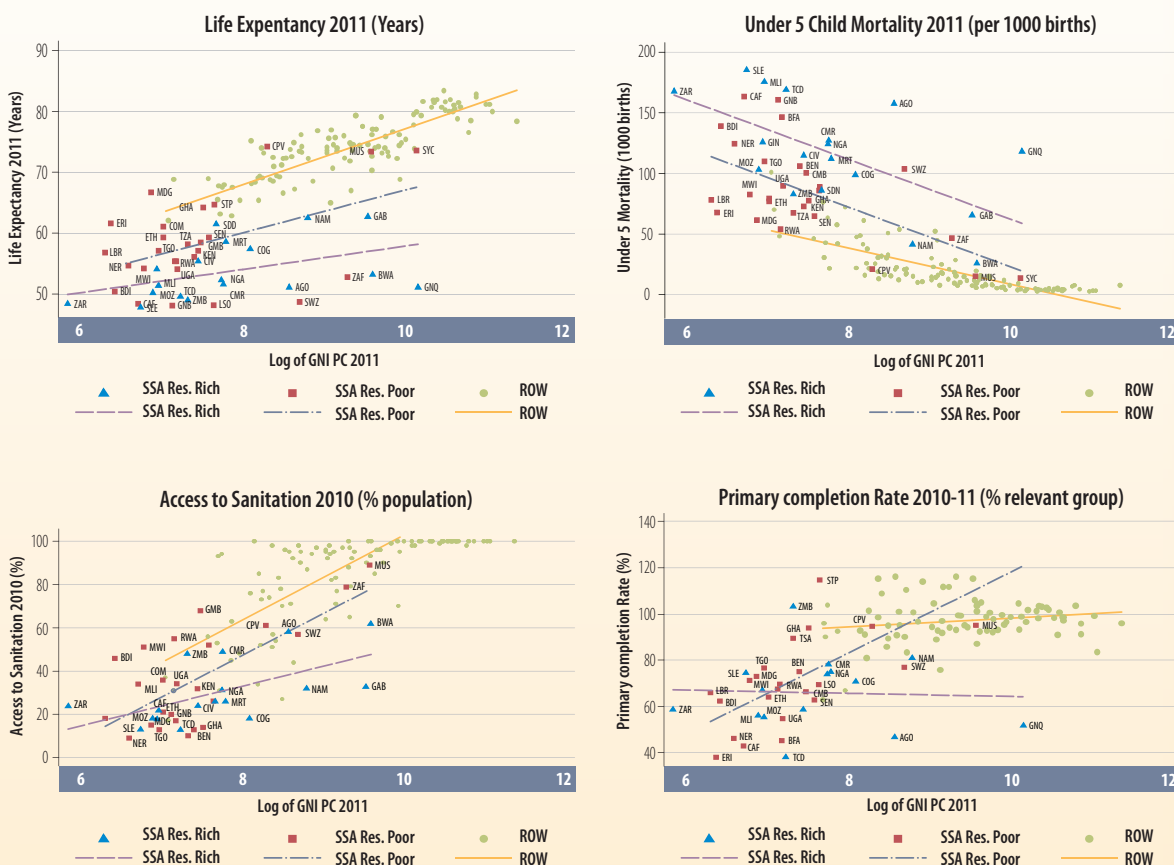 Life Expentancy 2011 (Years)
Life Expectancy 2011 (Years)
90
80
70
60
50
CPV
MUS
SYC
MDG
STP
GHA
ERI
COM
SDD
NAM
GAB
ETH
TZA
SEN
MRT
TGO
GMB
COG
LBR
KEN
NER
RWA
CIV
MWI
UGA
NGA
ZAF
BWA
MLI
BDI
MOZ
TCD
CMR
AGO
GNQ
ZAR
CAF
SLE
GNB
ZMB
LSO
SWZ
6 8 10 12
Log of GNI PC 2011
SSA Res. Rich SSA Res. Poor ROW
SSA Res. Rich SSA Res. Poor ROW
Under 5 Child Mortality 2011 (per 1000 births)
Under 5 Mortality (1000 births)
200
150
100
50
0
SLE
MLI
ZAR
TCD
CAF
GNB
AGO
BFA
BDI
CMR
NER
GIN
NGA
GNQ
CIV
MRT
MOZ
TGO
BEN
CMB
COG
SWZ
MWI
UGA
SDN
LBR
ETH
ZMB
GHA
ERI
KEN
MDG
TZA
SEN
GAB
RWA
ZAF
AMN
CPV
BWA
MUS
SYC
6 8 10 12
Log of GNI PC 2011
SSA Res. Rich SSA Res. Poor ROW
SSA Res. Rich SSA Res. Poor ROW
Access to Sanitation 2010 (% population)
Access to Sanitation 2010 (%)
100
80
60
40
20
0
MUS
ZAF
GMB
CPV
AGO
BWA
SWZ
RWA
MWI
BDI
ZMB
CMR
COM
UGA
MLI
KEN
NGA
NAM
GAB
ZAR
CAF
ETH
CIV
MRT
MOZ
GNB
COG
SLE
MDG
TCD
GHA
NER
TGO
BEN
6 8 10 12
Log of GNI PC 2011
SSA Res. Rich SSA Res. Poor ROW
SSA Res. Rich SSA Res. Poor ROW
Primary completion Rate 2010-11 (% relevant group)
Primary completion Rate (%)
140
120
100
80
60
40
STP
ZMB
GHA
TSA
CPV
MUS
NAM
TGO
BEN
CMR
SWZ
SLE
MDG
NGA
MWI
RWA
LSO
COG
LBR
ETH
CMB
BDI
SEN
ZAR
MLI
MOZ
UGA
GNQ
NER
BFA
AGO
CAF
ERI
TCD
6 8 10 12
Log of GNI PC 2011
SSA Res. Rich SSA Res. Poor ROW
SSA Res. Rich SSA Res. Poor ROW